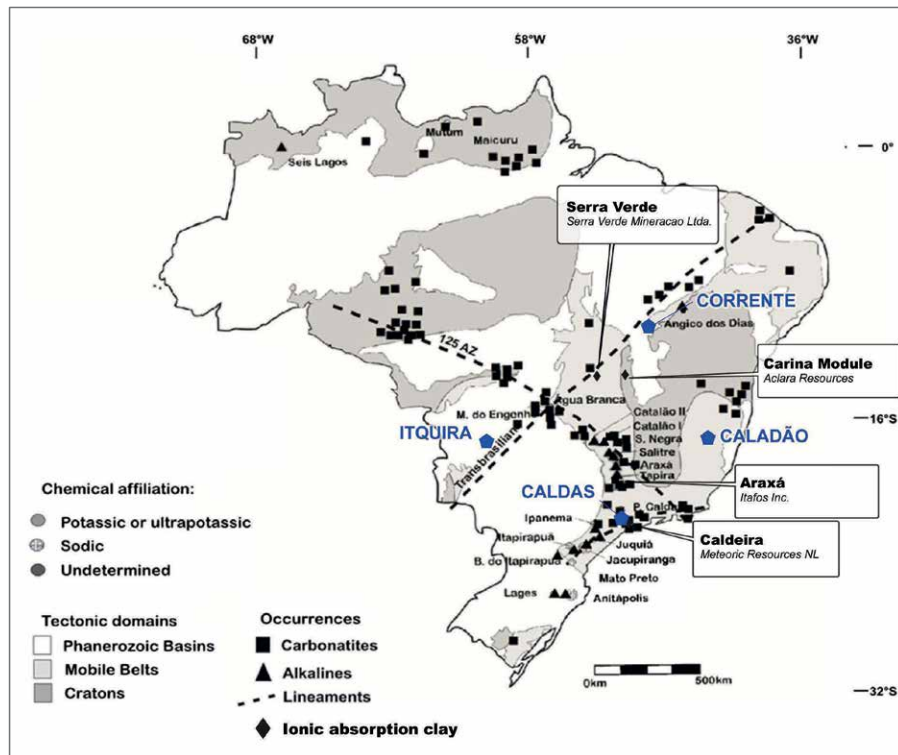 68°W
58°W
36°W
Mutum
Maicuru
Seis Lagos
0°
Serra Verde
Serra Verde Mineracao Ltda.
CORRENTE
Angico dos Dias
125 AZ
Carina Module
Aclara Resources
Agua Branca
M. do Engenho
Catalão II
Catalão I
16°S
ITQUIRA
S. Negra
CALADÃO
Transbrasilian
Salitre
Araxá
Tapira
Araxá
Itafos Inc.
CALDAS
P. Caldas
Ipanema
Caldeira
Meteoric Resources NL
Itapirapuã
Juquiá
B. do Itapirapuã
Jacupiranga
Mato Preto
Lages
Anitápolis
Chemical affiliation:
Potassic or ultrapotassic
Sodic
Undetermined
Tectonic domains
Phanerozoic Basins
Mobile Belts
Cratons
Occurrences
Carbonatites
Alkalines
Lineaments
Ionic absorption clay
0km
500km
32°S